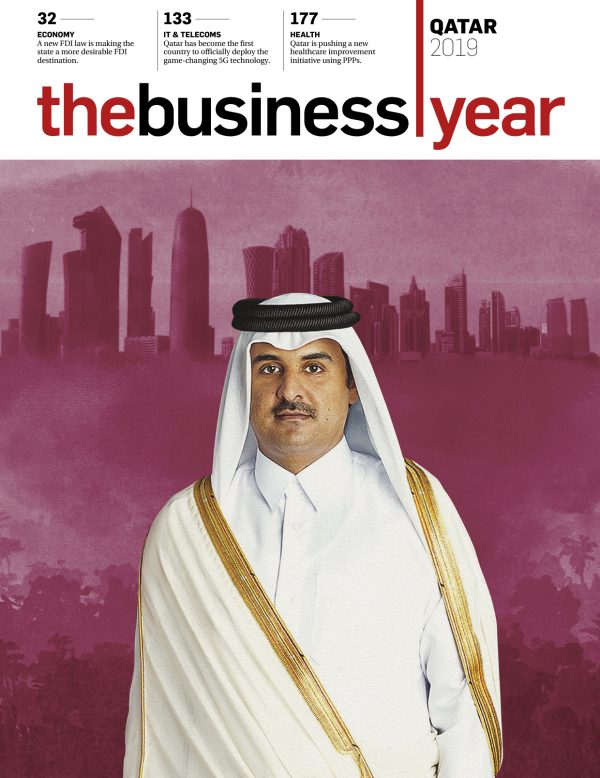 32
ECONOMY
A new FDI law is making the
state a more desirable FDI
destination.
133
IT & TELECOMS
Qatar has become the first
country to officially deploy the
game-changing 5G technology.
177
HEALTH
Qatar is pushing a new
healthcare improvement
initiative using PPPs.
QATAR
2019
thebusinessyear